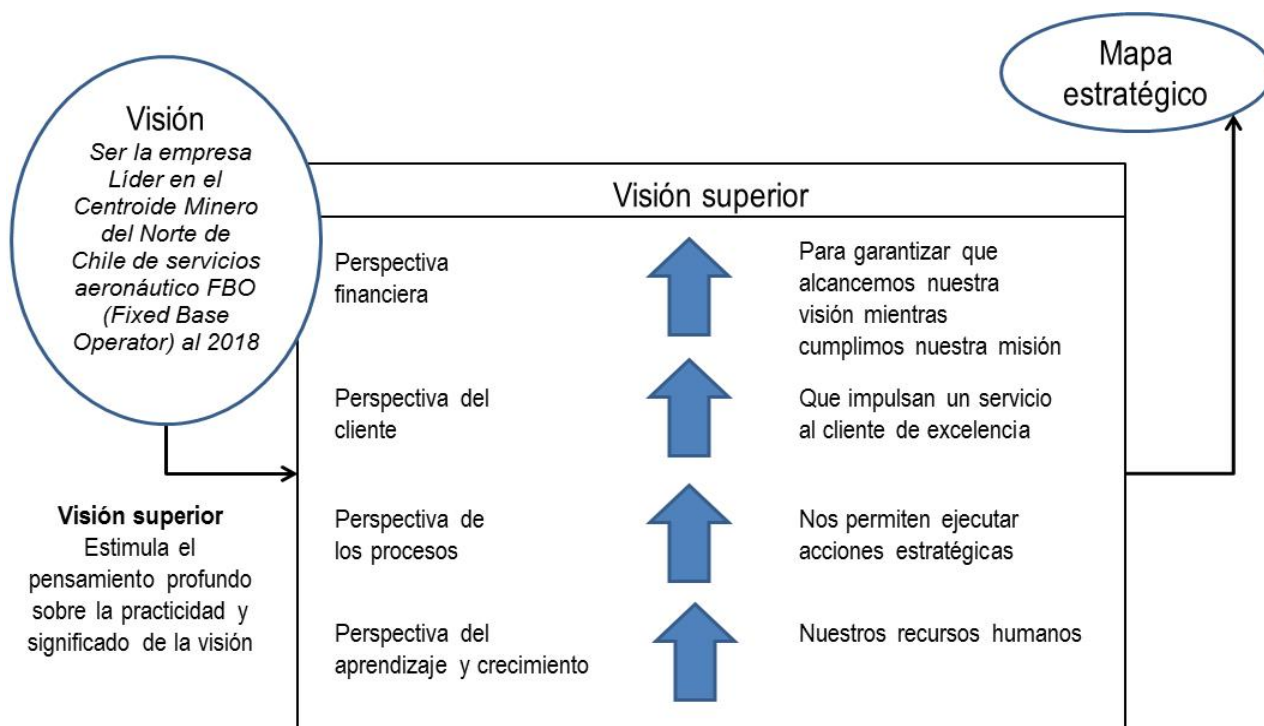 Visión
Ser la empresa
Líder en el
Centroide Minero
del Norte de
Chile de servicios
aeronáutico FBO
(Fixed Base
Operator) al 2018
Visión superior
Estimula el
pensamiento profundo
sobre la practicidad y
significado de la visión
Visión superior
Perspectiva
financiera
Para garantizar que
alcancemos nuestra
visión mientras
cumplimos nuestra misión
Perspectiva del
cliente
Que impulsan un servicio
al cliente de excelencia
Perspectiva de
los procesos
Nos permiten ejecutar
acciones estratégicas
Perspectiva del
aprendizaje y crecimiento
Nuestros recursos humanos
Mapa
estratégico